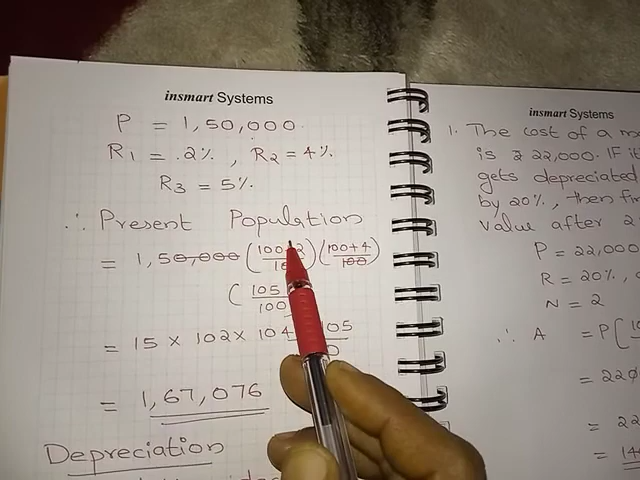 insmart Systems
P = 1,50,000
R1 = 2% , R2 = 4%
R3 = 5%
∴ Present Population
= 1,50,000 (100+2/100) (100+4/100)
(105/100
= 15 × 102 × 104 105
= 1,67,076
Depreciation
insmart Systems
1. The cost of a
is ₹ 22,000. IF it
gets depreciated
by 20%, then
value after 2
P = 22,000
R = 20%,
N = 2
∴ A = P(
= 220
= 22
=